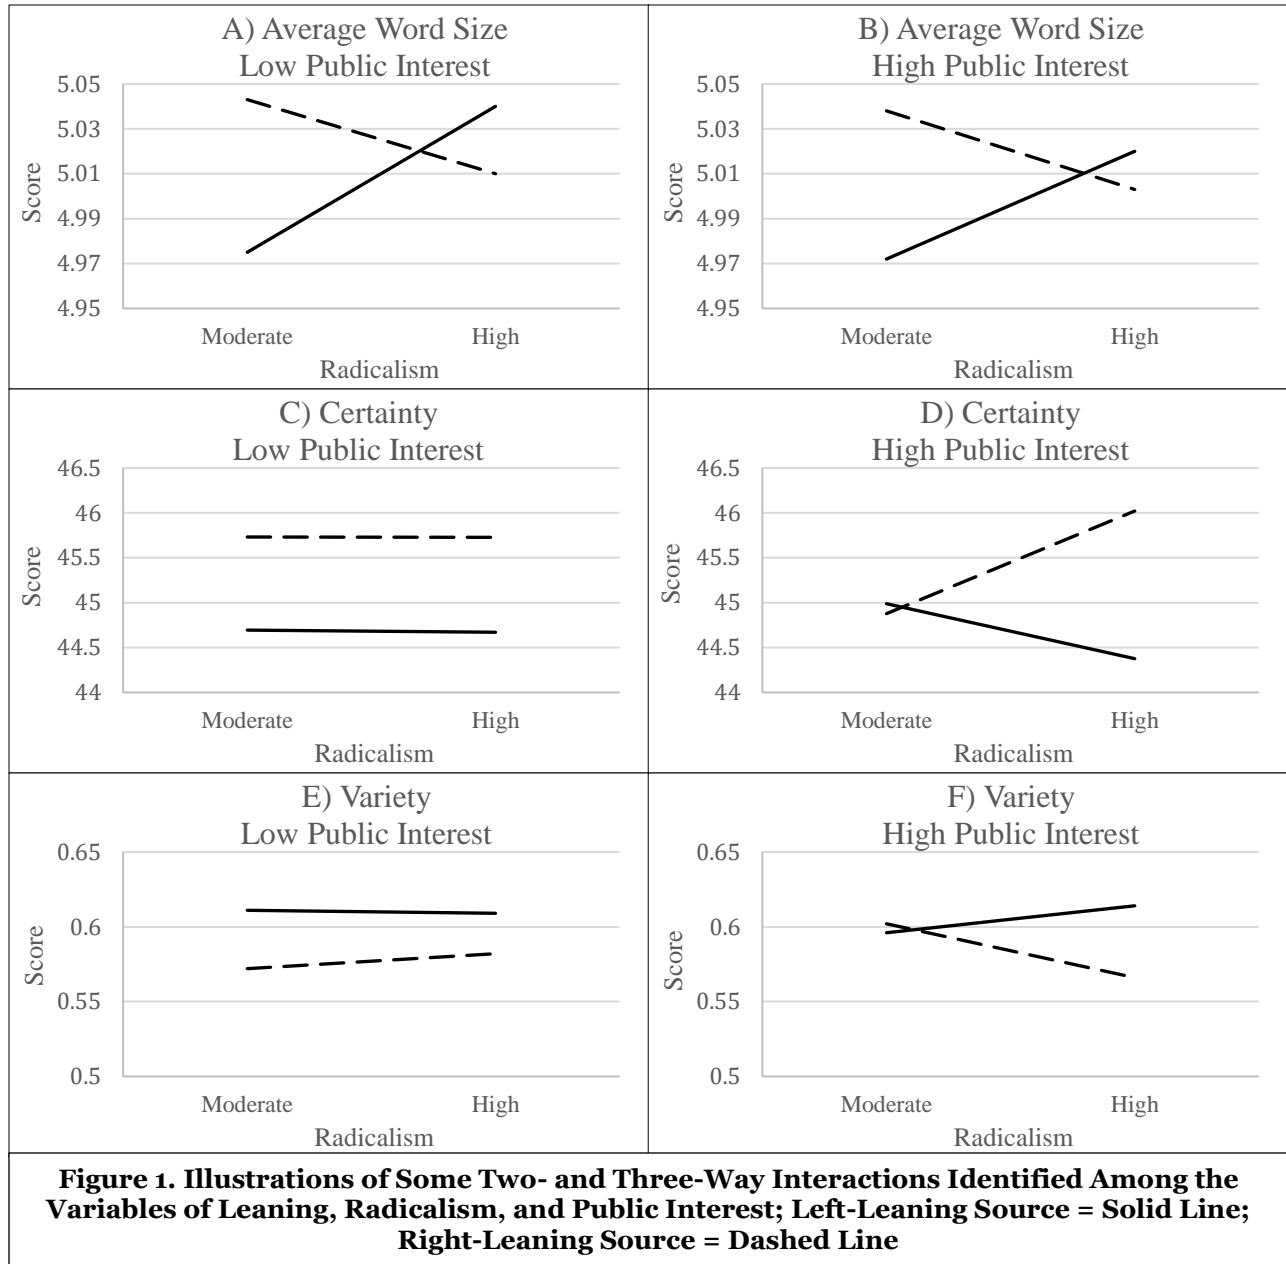 A) Average Word Size
Low Public Interest
5.05
5.03
5.01
4.99
4.97
4.95
Score
Moderate
High
Radicalism
B) Average Word Size
High Public Interest
5.05
5.03
5.01
4.99
4.97
4.95
Score
Moderate
High
Radicalism
C) Certainty
Low Public Interest
46.5
46
45.5
45
44.5
44
Score
Moderate
High
Radicalism
D) Certainty
High Public Interest
46.5
46
45.5
45
44.5
44
Score
Moderate
High
Radicalism
E) Variety
Low Public Interest
0.65
0.6
0.55
0.5
Score
Moderate
High
Radicalism
F) Variety
High Public Interest
0.65
0.6
0.55
0.5
Score
Moderate
High
Radicalism
Figure 1. Illustrations of Some Two- and Three-Way Interactions Identified Among the
Variables of Leaning, Radicalism, and Public Interest; Left-Leaning Source = Solid Line;
Right-Leaning Source = Dashed Line